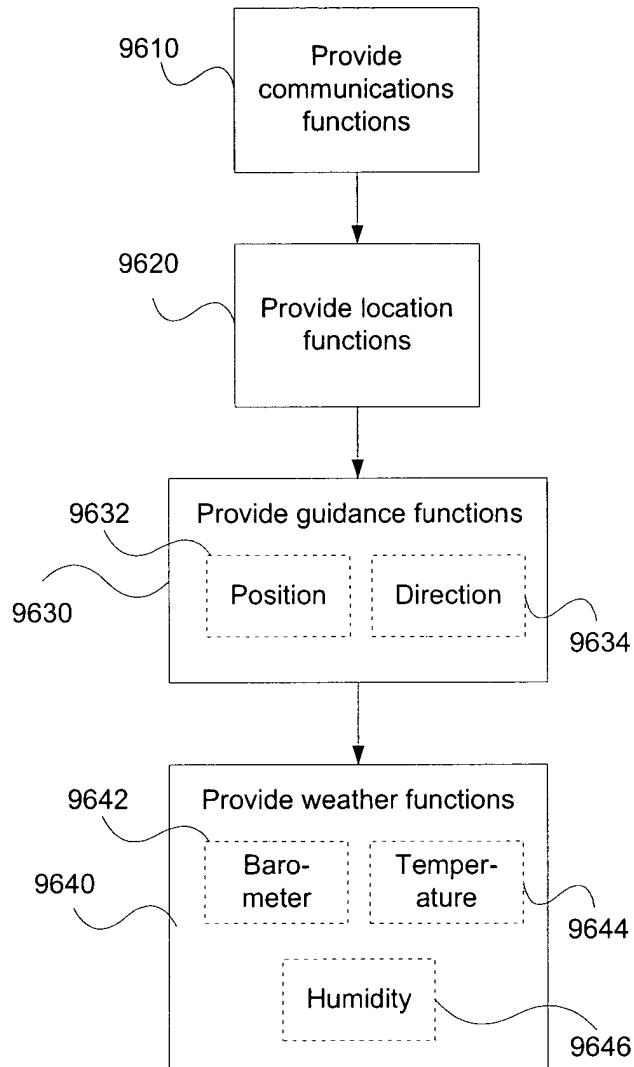 9610
Provide
communications
functions
9620
Provide location
functions
9630
Provide guidance functions
9632
Position
Direction
9634
9640
Provide weather functions
9642
Baro-
meter
Temper-
ature
9644
Humidity
9646